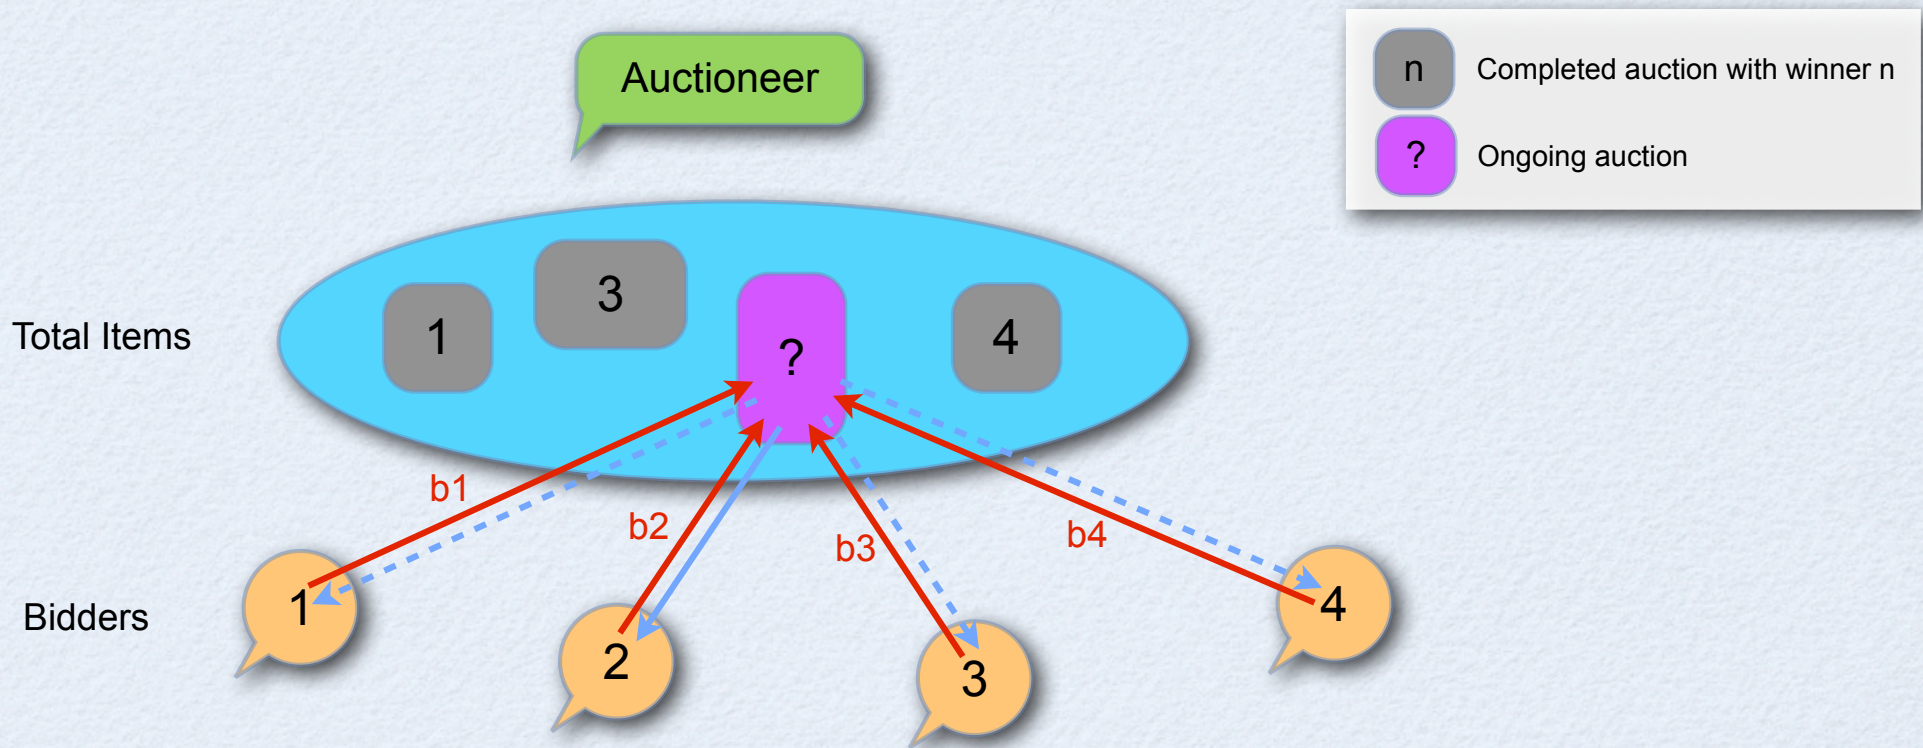 Auctioneer
n Completed auction with winner n
? Ongoing auction
Total Items
1
3
?
4
b1
b2
b3
b4
Bidders
1
2
3
4